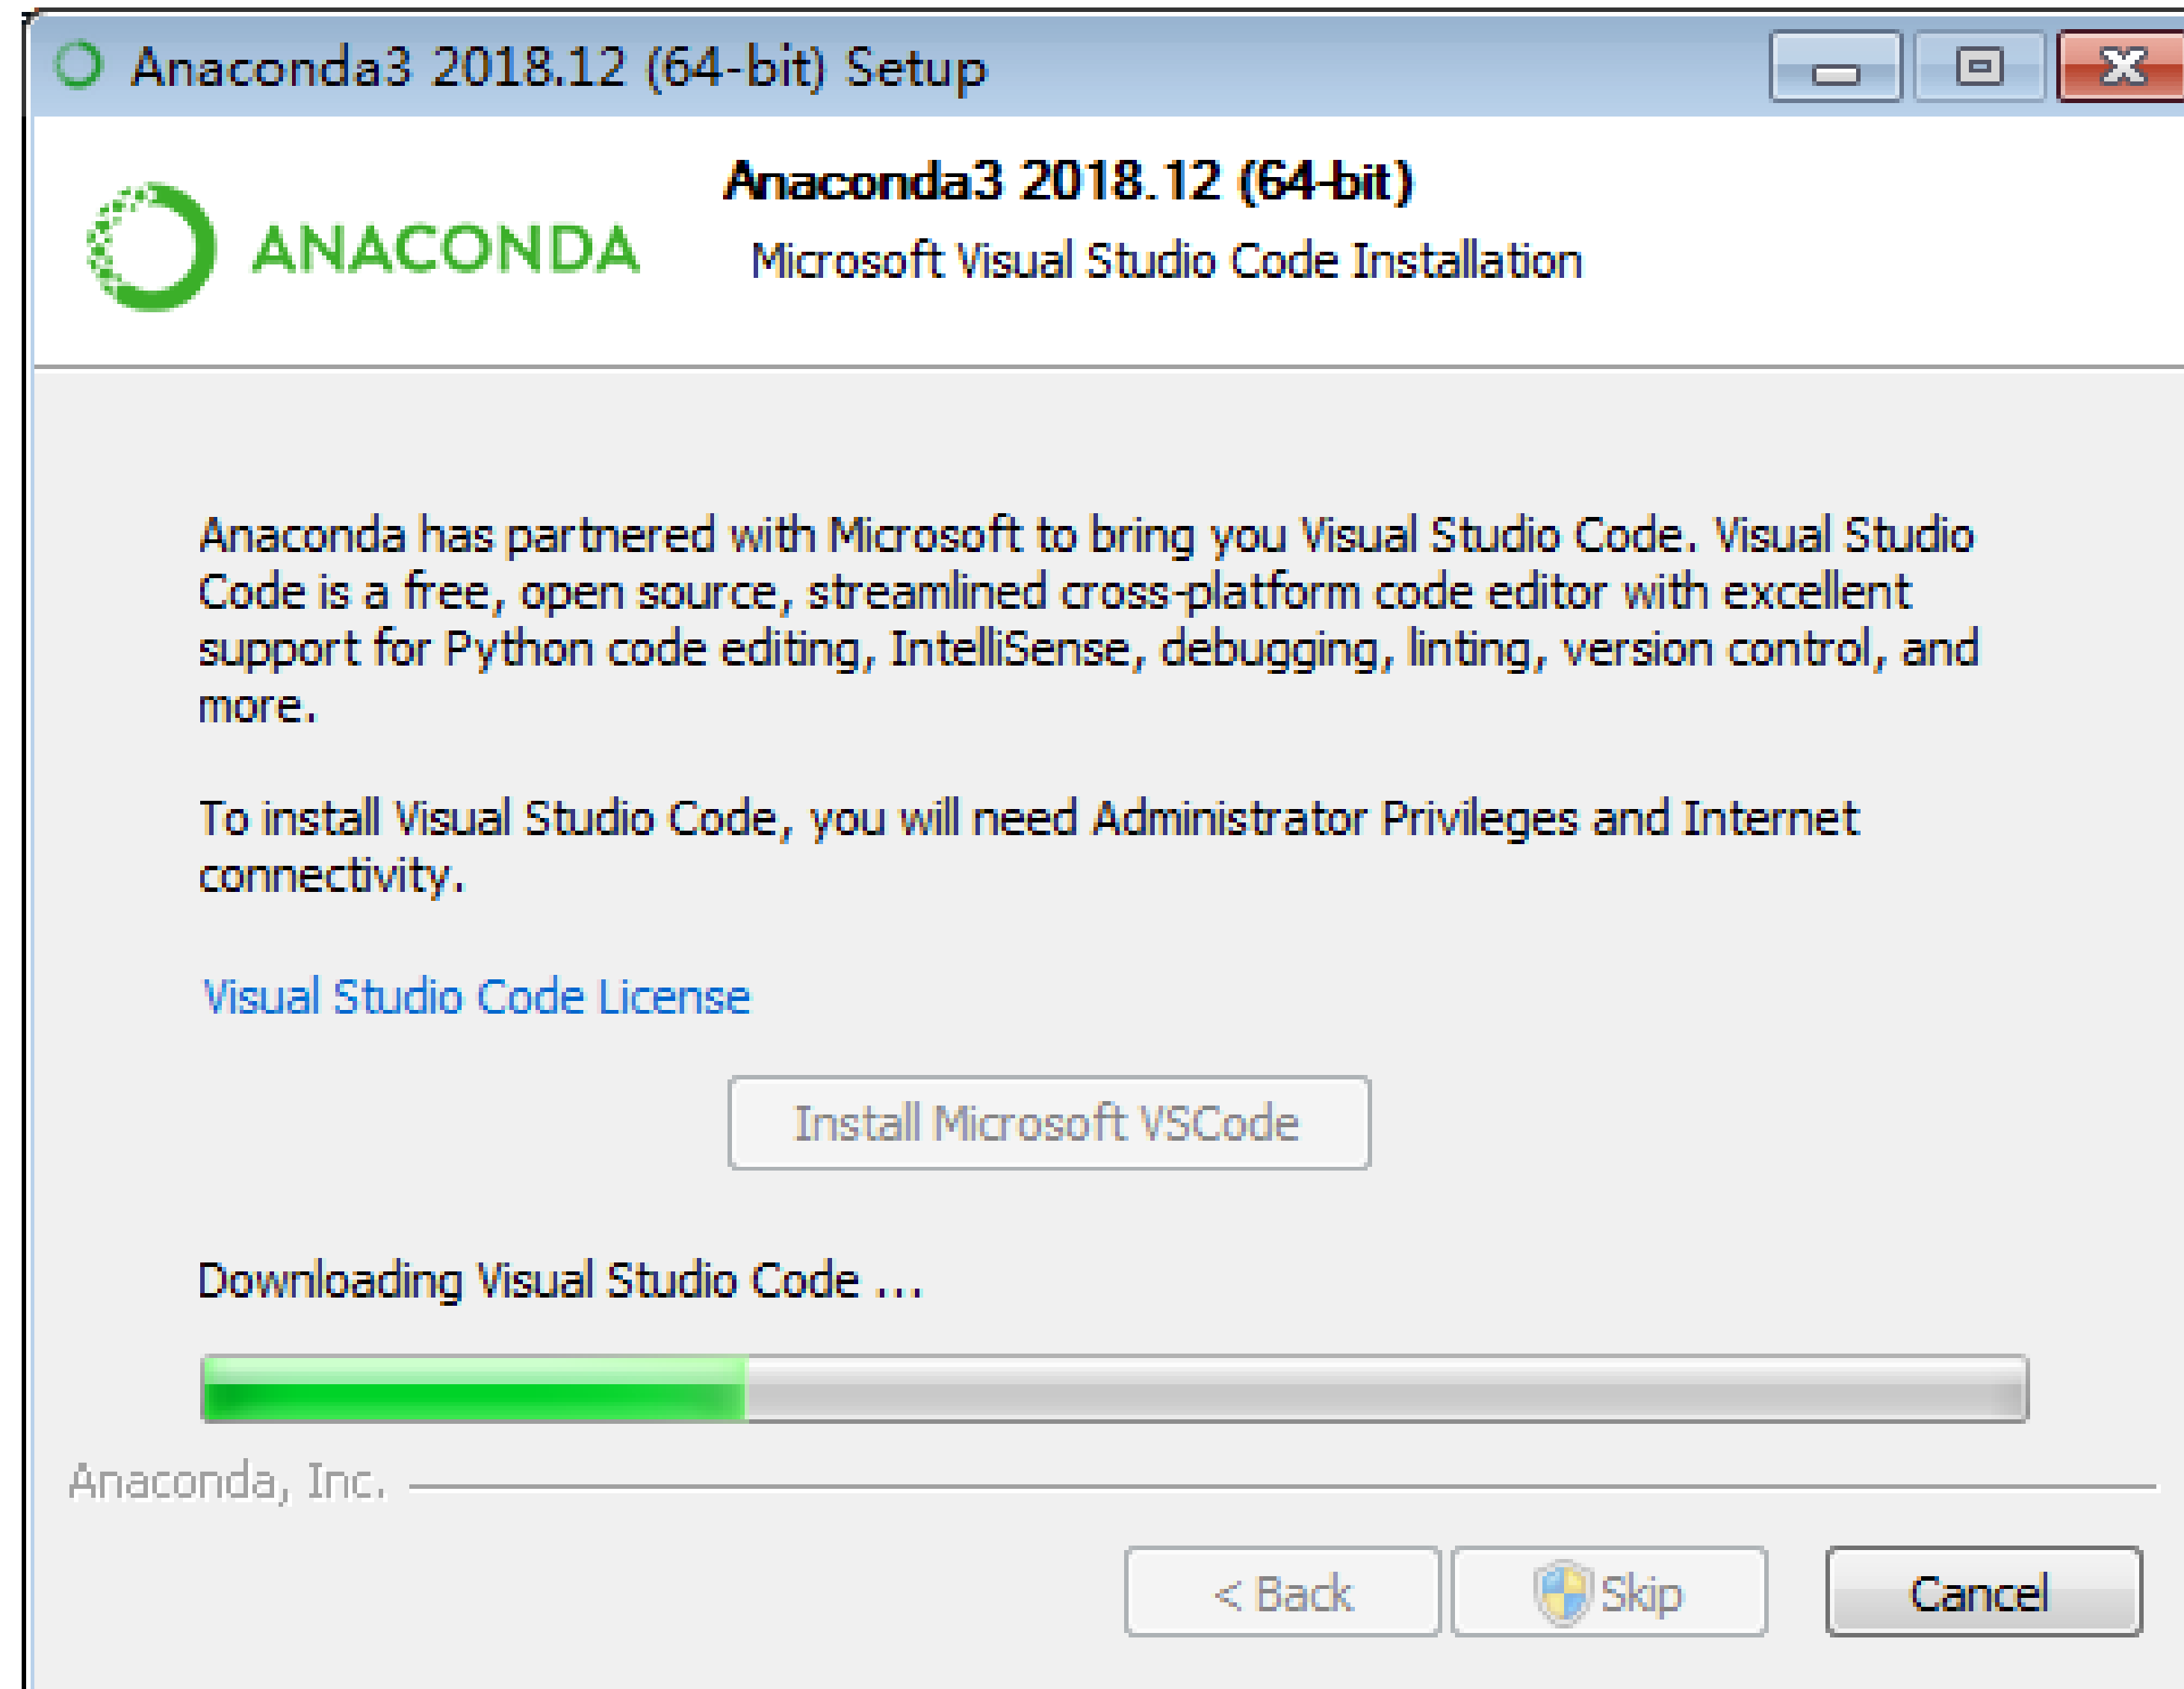 Anaconda3 2018.12 (64-bit) Setup
ANACONDA
Anaconda3 2018.12 (64-bit)
Microsoft Visual Studio Code Installation
Anaconda has partnered with Microsoft to bring you Visual Studio Code. Visual Studio
Code is a free, open source, streamlined cross-platform code editor with excellent
support for Python code editing, IntelliSense, debugging, linting, version control, and
more.
To install Visual Studio Code, you will need Administrator Privileges and Internet
connectivity.
Visual Studio Code License
Install Microsoft VSCode
Downloading Visual Studio Code ...
Anaconda, Inc.
< Back
Skip
Cancel